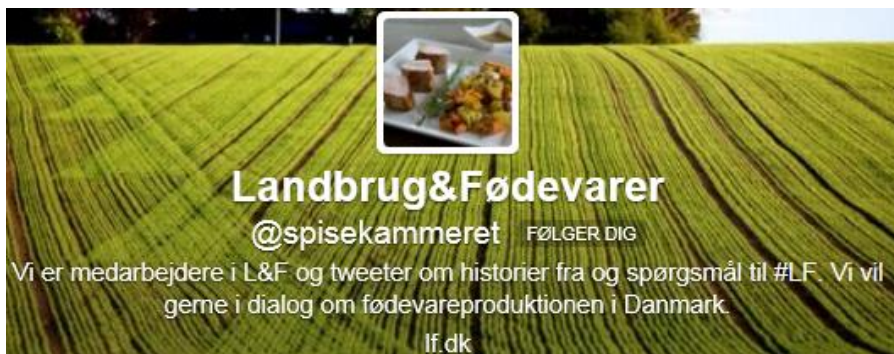 Landbrug&Fødevarer
@spisekammeret FØLGER DIG
Vi er medarbejdere i L&F og tweeter om historier fra og spørgsmål til #LF. Vi vil
gerne i dialog om fødevareproduktionen i Danmark.
lf.dk